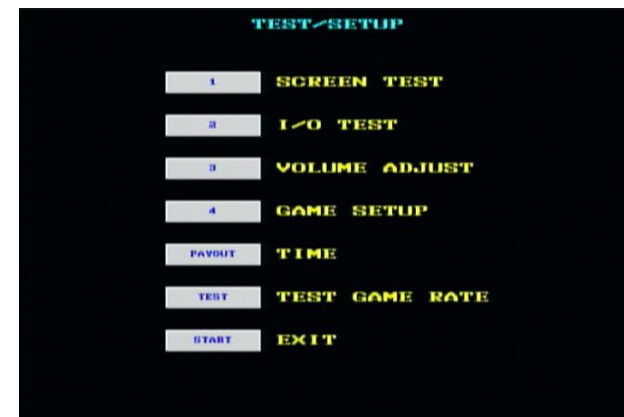 TEST/SETUP
1 SCREEN TEST
2 I/O TEST
3 VOLUME ADJUST
4 GAME SETUP
PAYOUT TIME
TEST TEST GAME RATE
START EXIT